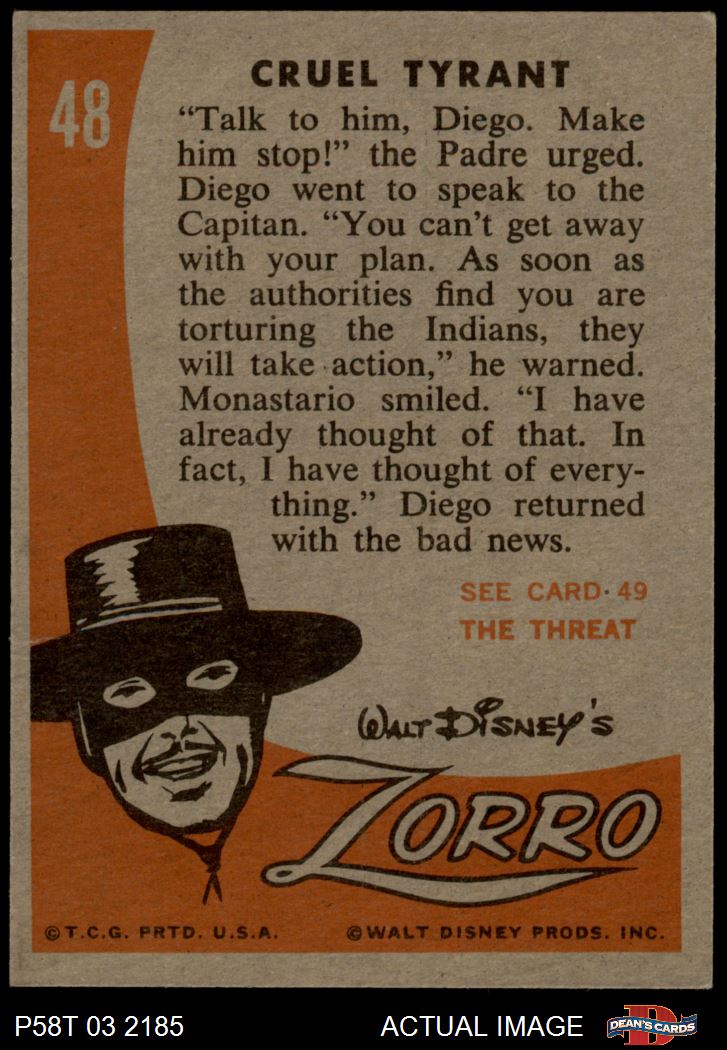 48
CRUEL TYRANT
“Talk to him, Diego. Make
him stop!” the Padre urged.
Diego went to speak to the
Capitan. “You can’t get away
with your plan. As soon as
the authorities find you are
torturing the Indians, they
will take action,” he warned.
Monastario smiled. “I have
already thought of that. In
fact, I have thought of every-
thing.” Diego returned
with the bad news.
SEE CARD 49
THE THREAT
WALT DISNEY’S
ZORRO
©T.C.G. PRTD. U.S.A.
©WALT DISNEY PRODS. INC.
P58T 03 2185
ACTUAL IMAGE
D
DEAN'S CARDS